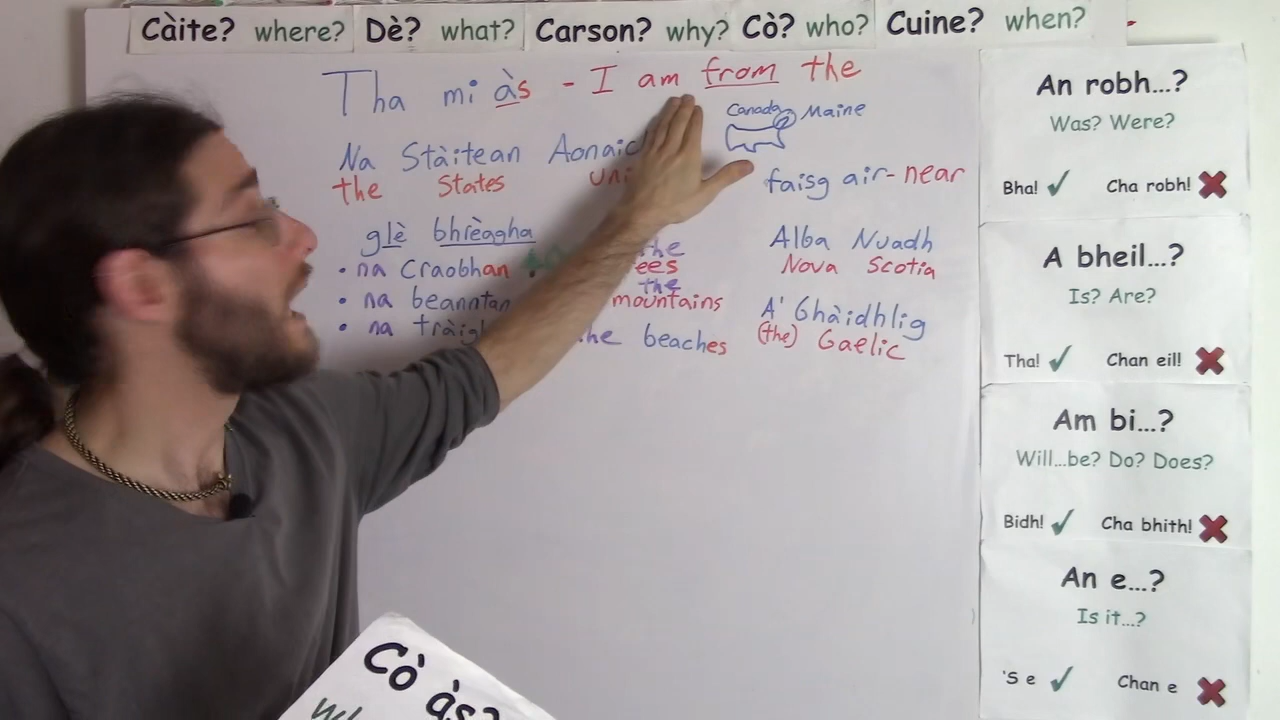 Càite? where? Dè? what? Carson? why? Cò? who? Cuine? when?
Tha mi às - I am from the
Canada Maine
Na Stàitean
the States
faisg air - near
glè bhrèagha
Alba Nuadh
Nova Scotia
• na Craobhan
the
• na beanntan
the
mountains
• na
the beaches
A' Ghàidhlig
(the) Gaelic
An robh...?
Was? Were?
Bha! ✓ Cha robh! ✗
A bheil...?
Is? Are?
Tha! ✓ Chan eil! ✗
Am bi...?
Will...be? Do? Does?
Bidh! ✓ Cha bhith! ✗
An e...?
Is it...?
'S e ✓ Chan e ✗
Cò às?